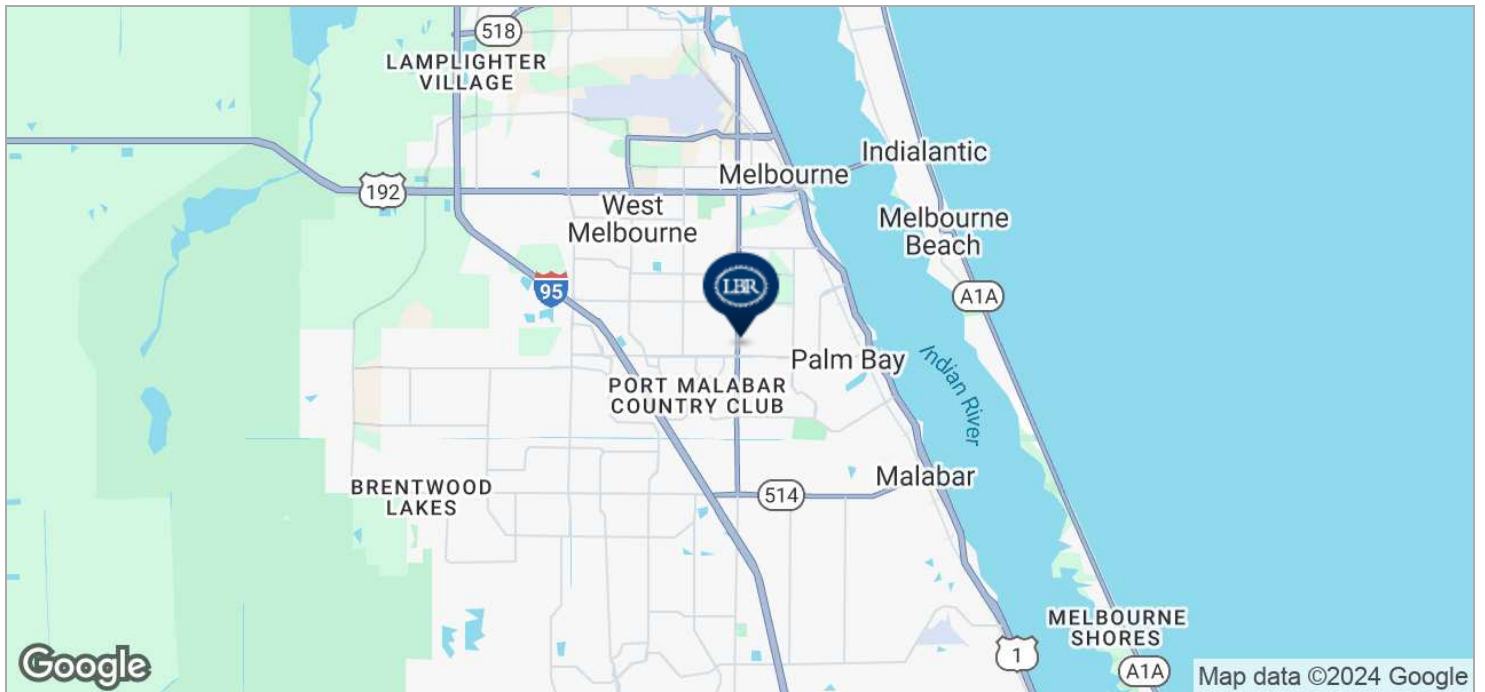 518
LAMPLIGHTER
VILLAGE
Indialantic
Melbourne
192
West
Melbourne
Melbourne
Beach
LBR
95
A1A
Palm Bay
Indian River
PORT MALABAR
COUNTRY CLUB
Malabar
BRENTWOOD
LAKES
514
MELBOURNE
SHORES
1
A1A
Google
Map data ©2024 Google